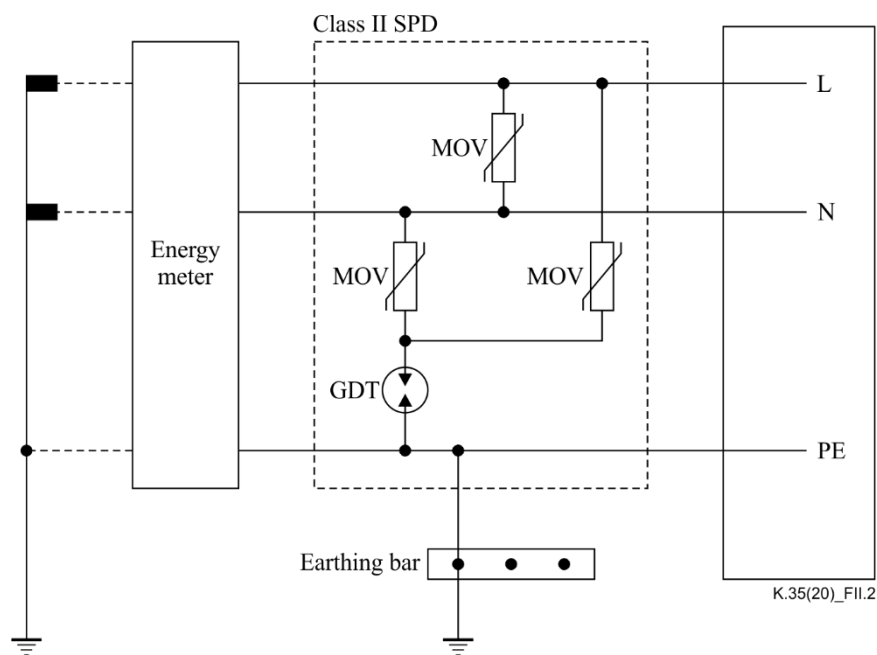 Class II SPD
L
MOV
N
Energy
meter
MOV
MOV
GDT
PE
Earthing bar
K.35(20)_FII.2